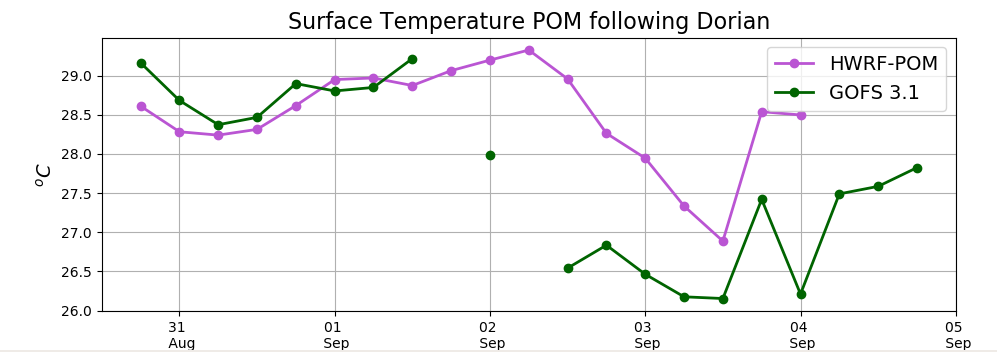 Surface Temperature POM following Dorian
HWRF-POM
GOFS 3.1
°C
29.0
28.5
28.0
27.5
27.0
26.5
26.0
31 01 02 03 04 05
Aug Sep Sep Sep Sep Sep